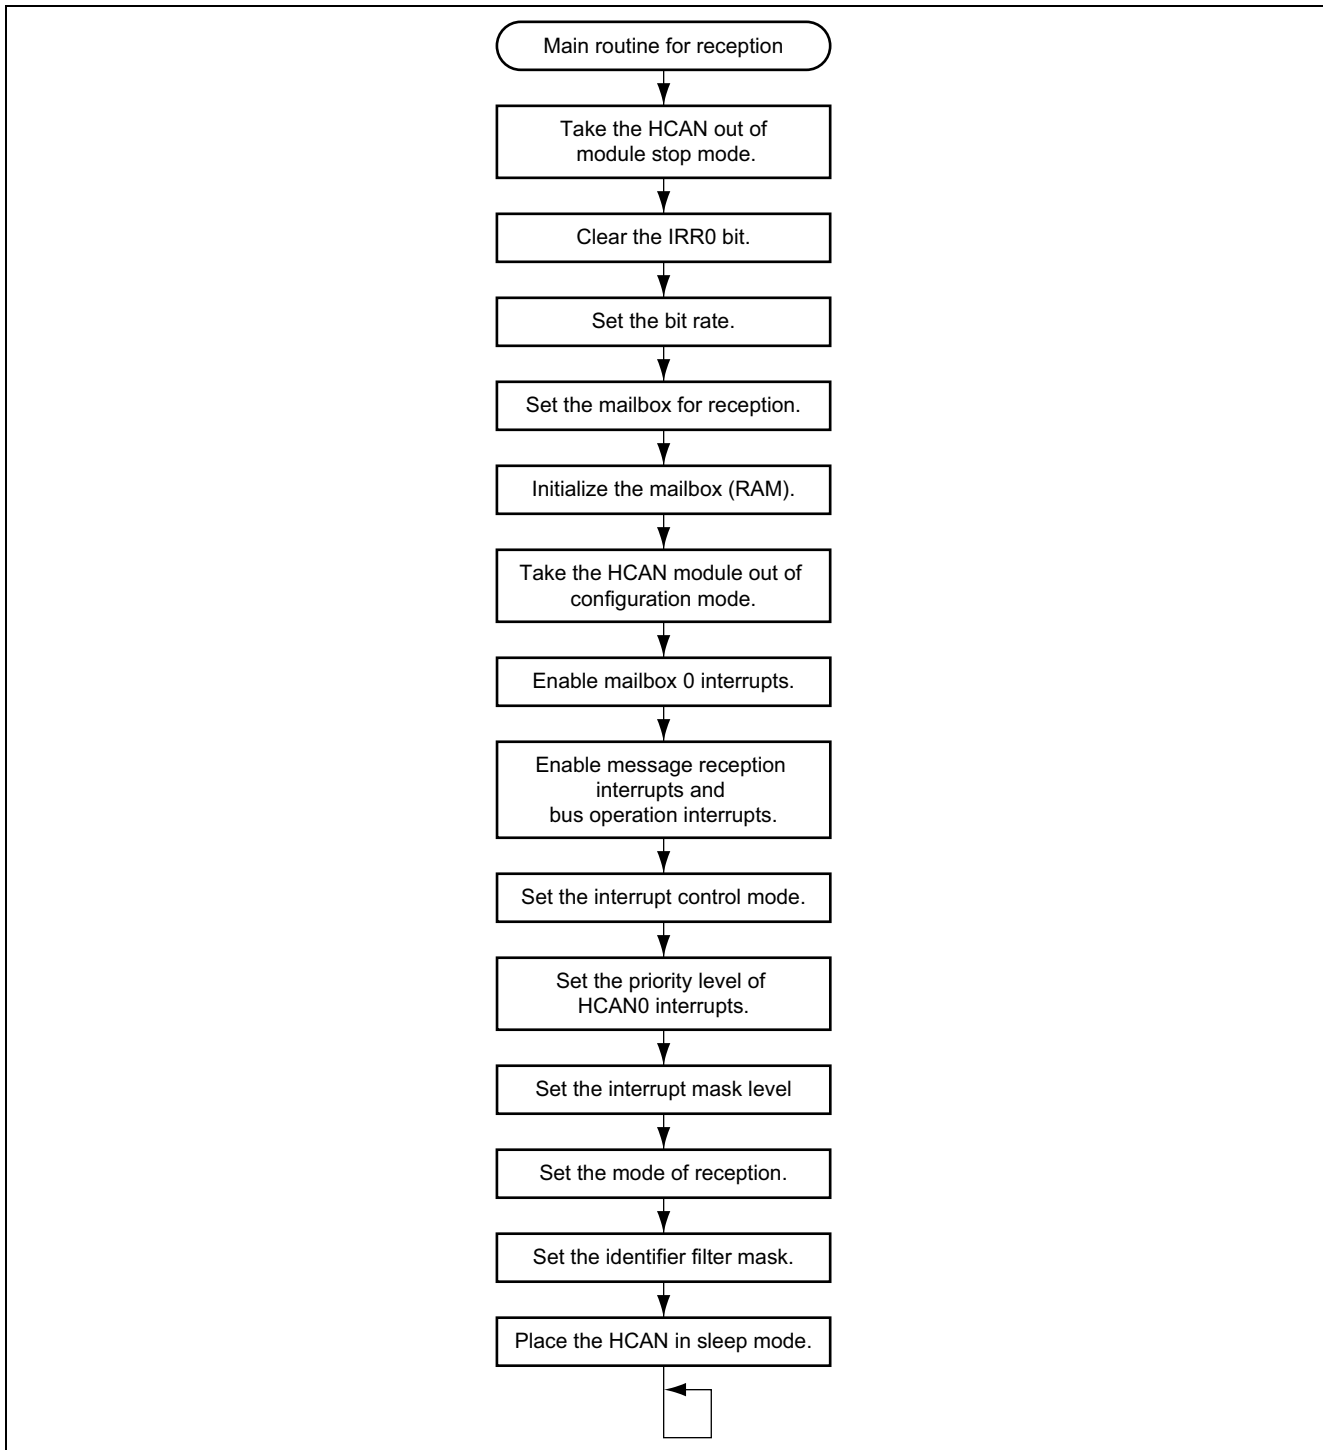 Main routine for reception
Take the HCAN out of
module stop mode.
Clear the IRR0 bit.
Set the bit rate.
Set the mailbox for reception.
Initialize the mailbox (RAM).
Take the HCAN module out of
configuration mode.
Enable mailbox 0 interrupts.
Enable message reception
interrupts and
bus operation interrupts.
Set the interrupt control mode.
Set the priority level of
HCAN0 interrupts.
Set the interrupt mask level
Set the mode of reception.
Set the identifier filter mask.
Place the HCAN in sleep mode.